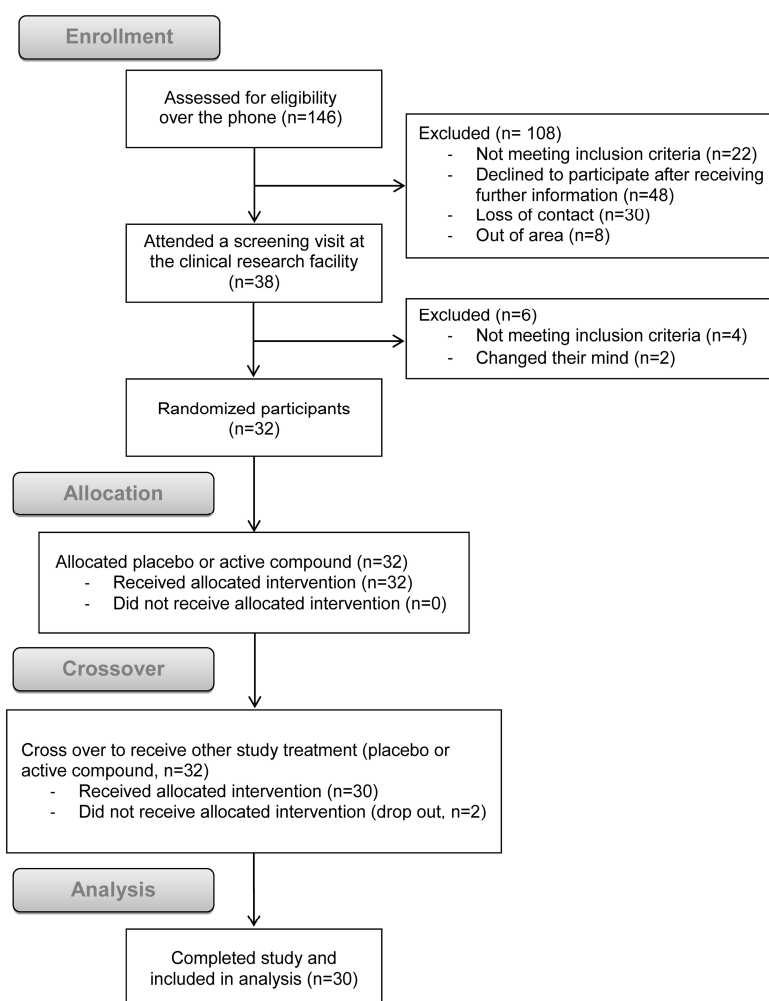 Enrollment
Assessed for eligibility
over the phone (n=146)
Excluded (n= 108)
- Not meeting inclusion criteria (n=22)
- Declined to participate after receiving
further information (n=48)
- Loss of contact (n=30)
- Out of area (n=8)
Attended a screening visit at
the clinical research facility
(n=38)
Excluded (n=6)
- Not meeting inclusion criteria (n=4)
- Changed their mind (n=2)
Randomized participants
(n=32)
Allocation
Allocated placebo or active compound (n=32)
- Received allocated intervention (n=32)
- Did not receive allocated intervention (n=0)
Crossover
Cross over to receive other study treatment (placebo or
active compound, n=32)
- Received allocated intervention (n=30)
- Did not receive allocated intervention (drop out, n=2)
Analysis
Completed study and
included in analysis (n=30)